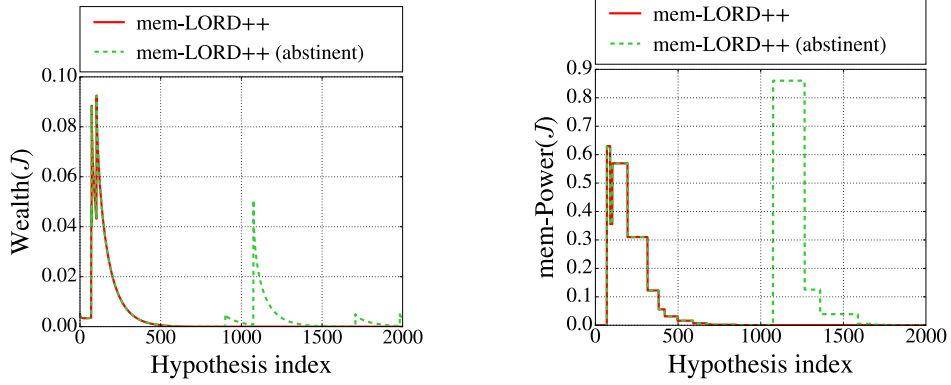 mem-LORD++
mem-LORD++ (abstinent)
Wealth(J)
0.10
0.08
0.06
0.04
0.02
0.00
0 500 1000 1500 2000
Hypothesis index
mem-LORD++
mem-LORD++ (abstinent)
mem-Power(J)
0.9
0.8
0.7
0.6
0.5
0.4
0.3
0.2
0.1
0.0
0 500 1000 1500 2000
Hypothesis index